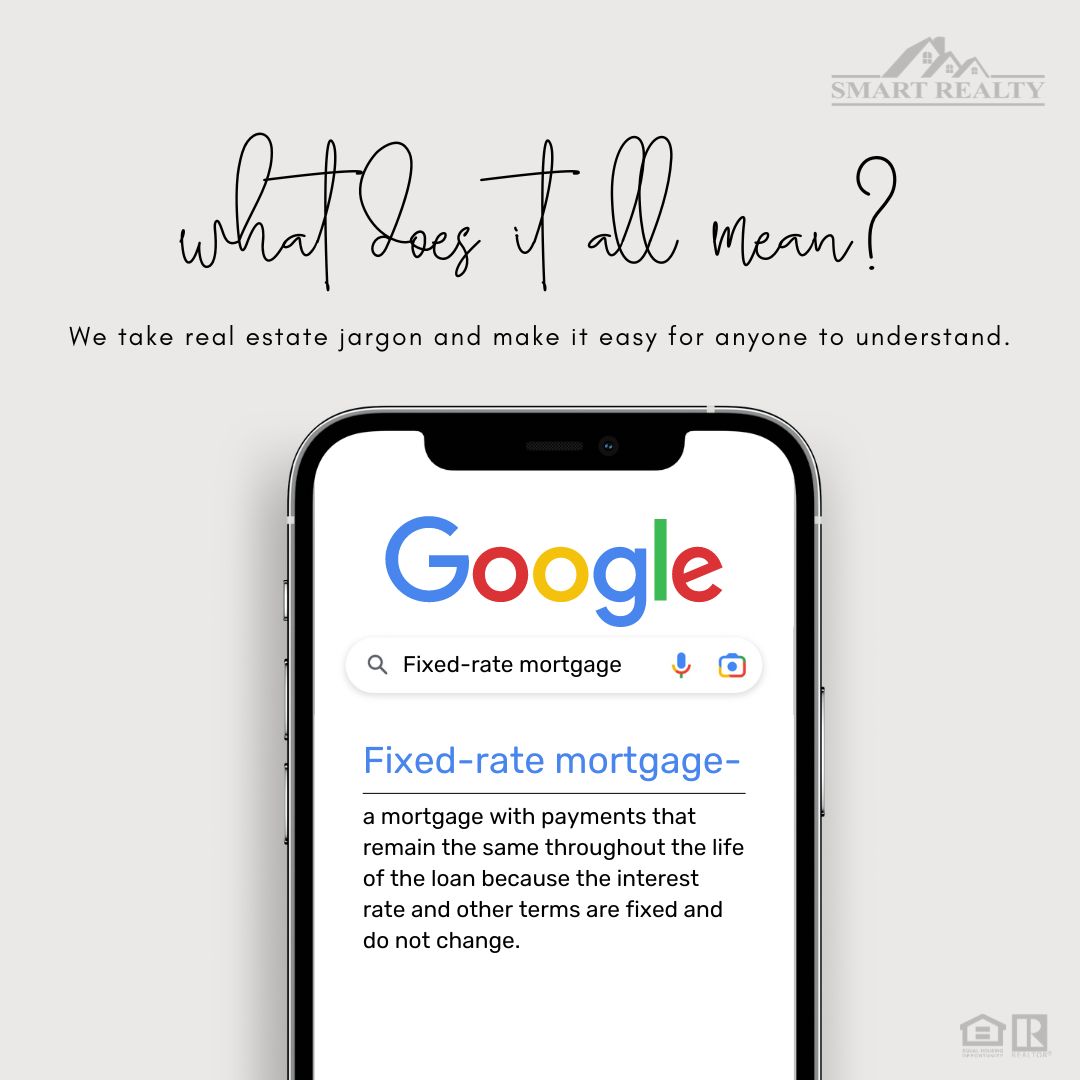 SMART REALTY
what does it all mean?
We take real estate jargon and make it easy for anyone to understand.
Google
Fixed-rate mortgage
Fixed-rate mortgage-
a mortgage with payments that
remain the same throughout the life
of the loan because the interest
rate and other terms are fixed and
do not change.
EQUAL HOUSING
OPPORTUNITY
R
REALTOR®